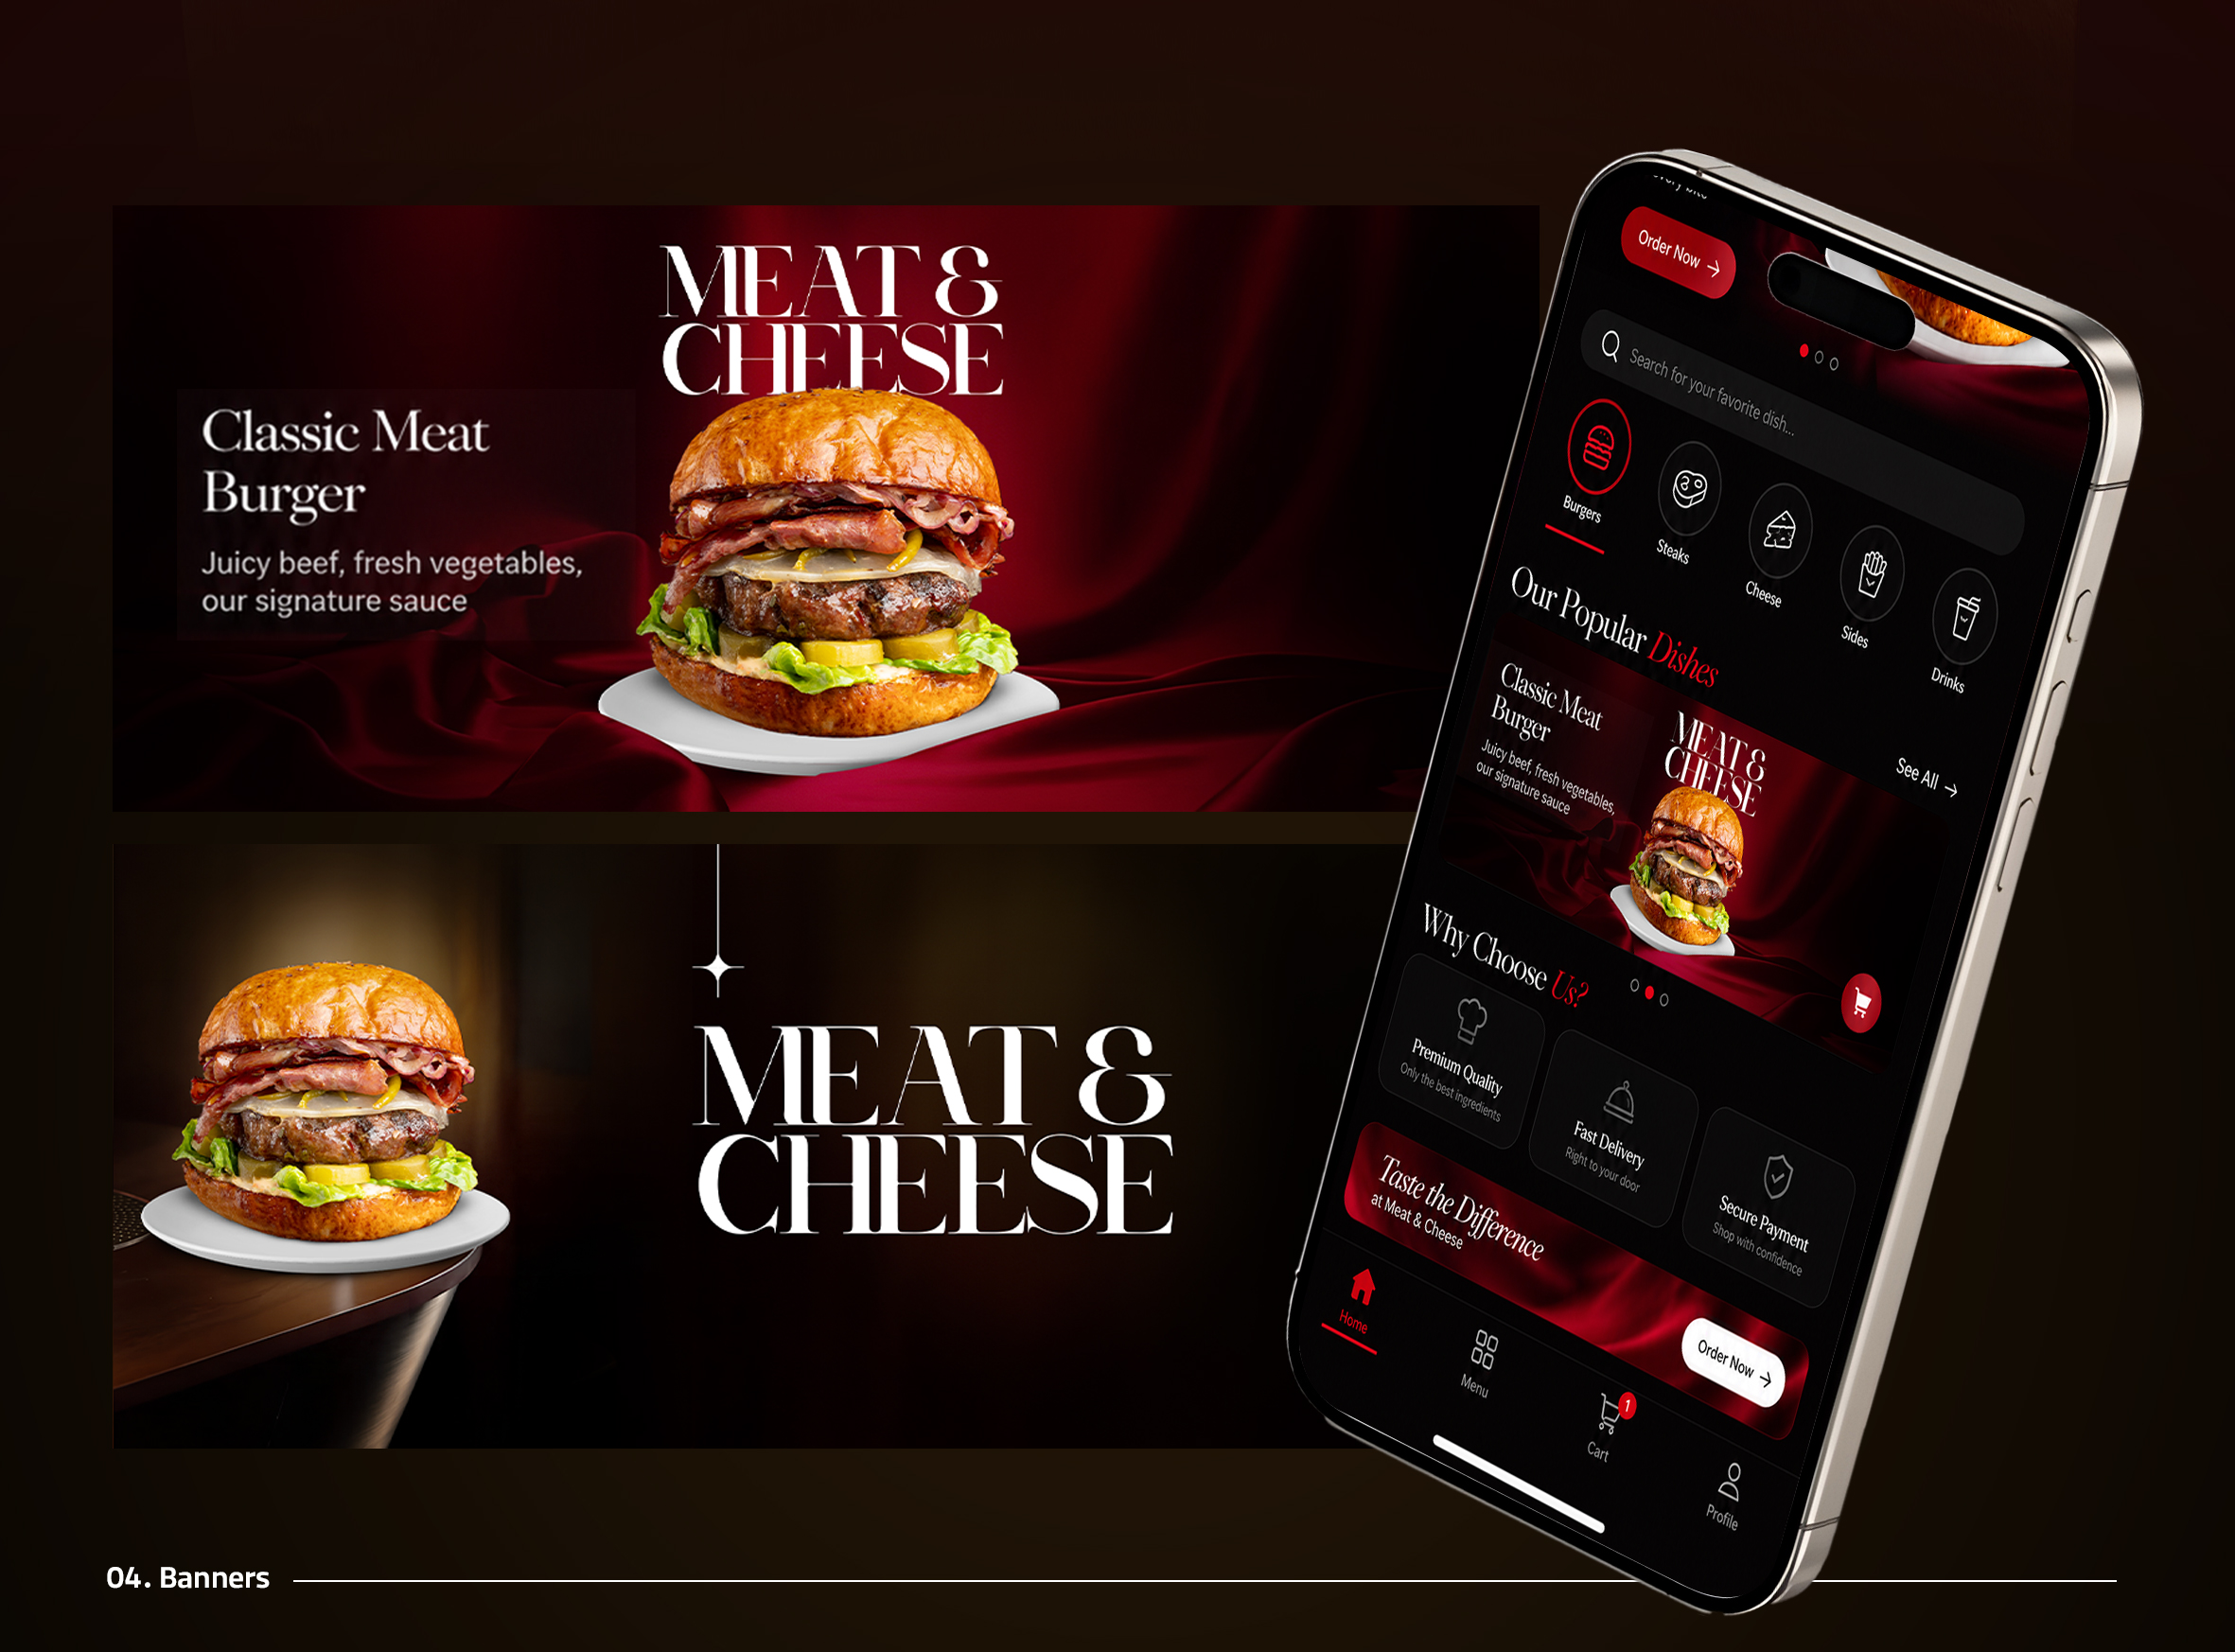 MEAT &
CHEESE
Classic Meat
Burger
Juicy beef, fresh vegetables,
our signature sauce
MEAT &
CHEESE
Order Now →
Search for your favorite dish...
Burgers
Steaks
Cheese
Sides
Drinks
Our Popular Dishes
See All →
Classic Meat
Burger
Juicy beef, fresh vegetables,
our signature sauce
MEAT &
CHEESE
Why Choose Us?
Premium Quality
Only the best ingredients
Fast Delivery
Right to your door
Secure Payment
Shop with confidence
Taste the Difference
at Meat & Cheese
Order Now →
Home
Menu
1
Cart
Profile
04. Banners